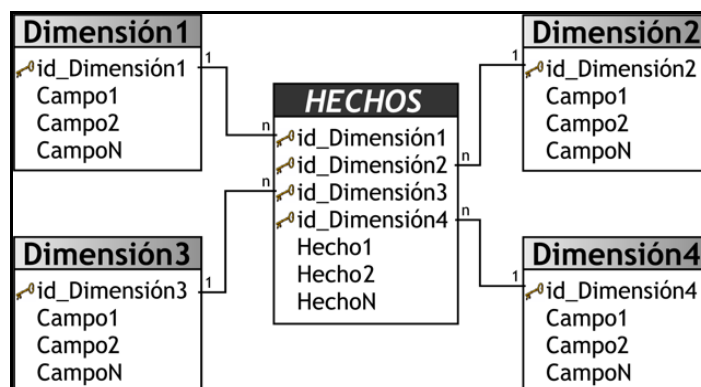 Dimensión1
id_Dimensión1
Campo1
Campo2
CampoN
1
Dimensión2
id_Dimensión2
Campo1
Campo2
CampoN
1
HECHOS
id_Dimensión1
id_Dimensión2
id_Dimensión3
id_Dimensión4
Hecho1
Hecho2
HechoN
n
n
n
n
Dimensión3
id_Dimensión3
Campo1
Campo2
CampoN
1
Dimensión4
id_Dimensión4
Campo1
Campo2
CampoN
1